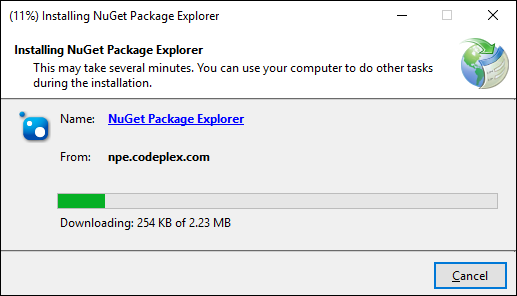 (11%) Installing NuGet Package Explorer
Installing NuGet Package Explorer
This may take several minutes. You can use your computer to do other tasks
during the installation.
Name: NuGet Package Explorer
From: npe.codeplex.com
Downloading: 254 KB of 2.23 MB
Cancel